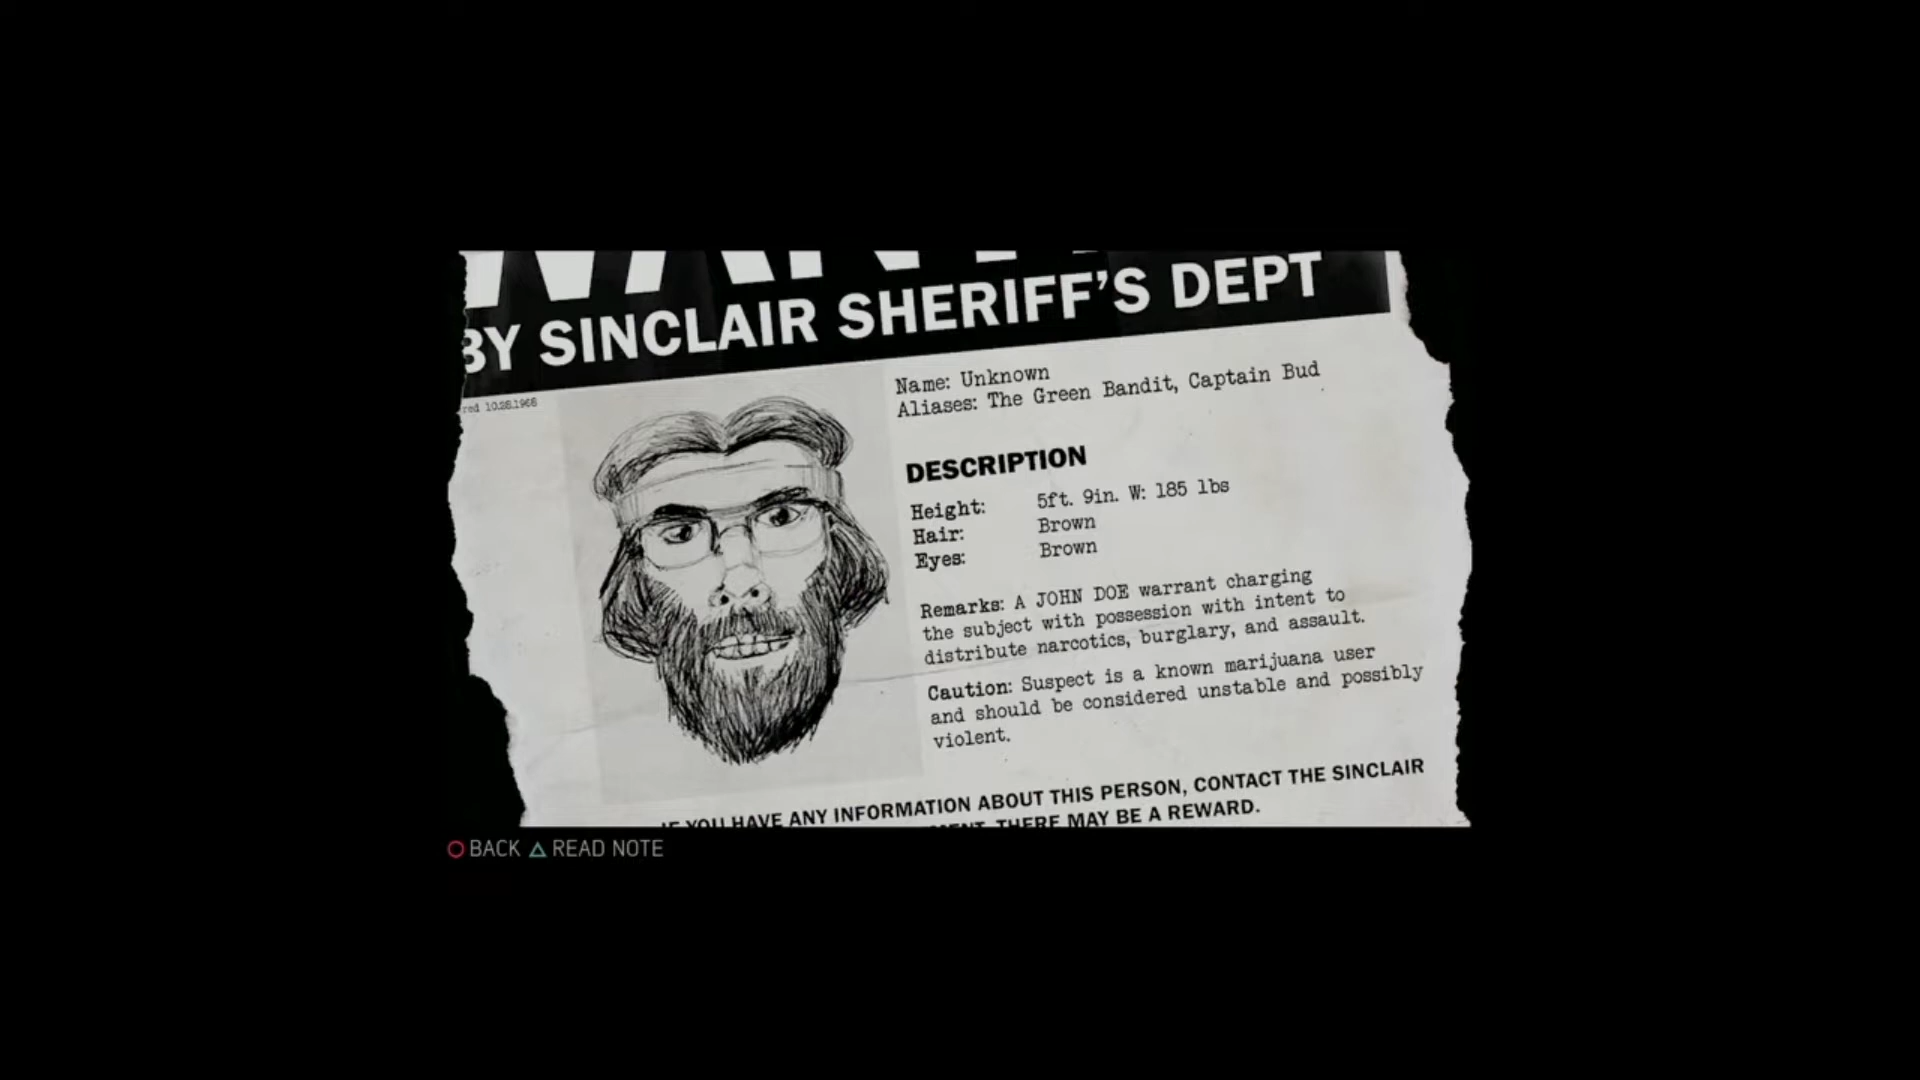 BY SINCLAIR SHERIFF'S DEPT
Name: Unknown
Aliases: The Green Bandit, Captain Bud
DESCRIPTION
Height: 5ft. 9in. W: 185 lbs
Hair: Brown
Eyes: Brown
Remarks: A JOHN DOE warrant charging
the subject with possession with intent to
distribute narcotics, burglary, and assault.
Caution: Suspect is a known marijuana user
and should be considered unstable and possibly
violent.
IF YOU HAVE ANY INFORMATION ABOUT THIS PERSON, CONTACT THE SINCLAIR
THERE MAY BE A REWARD.
BACK READ NOTE